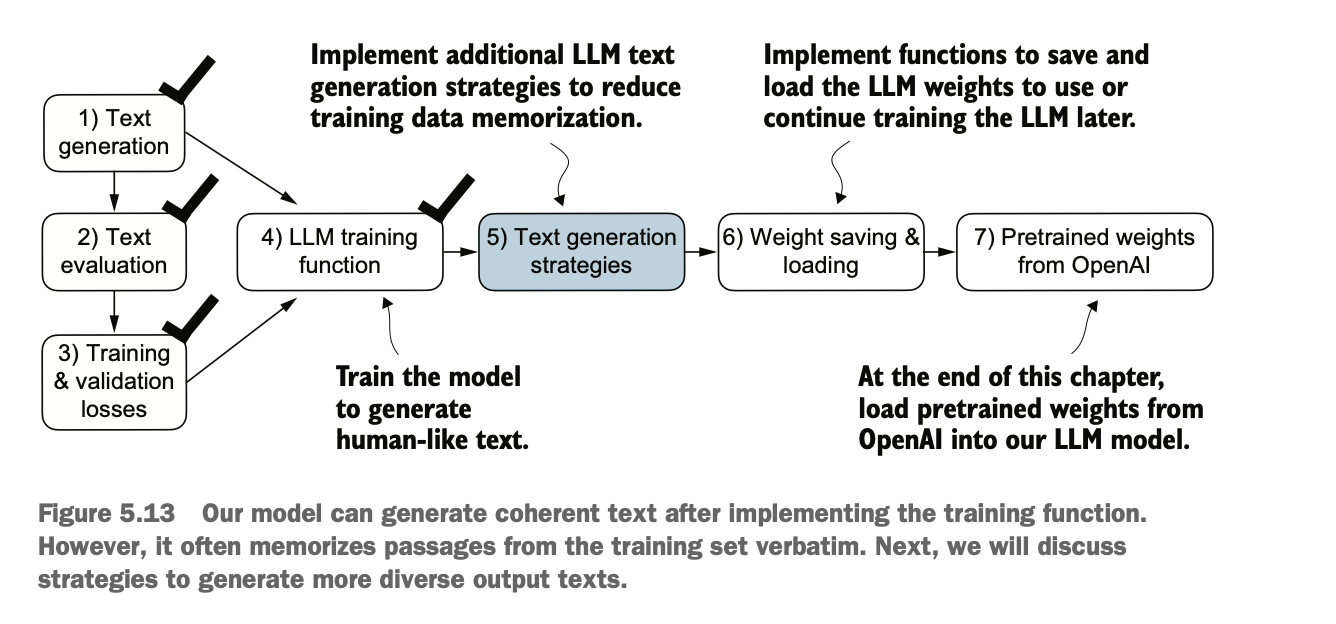 Implement additional LLM text
generation strategies to reduce
training data memorization.
Implement functions to save and
load the LLM weights to use or
continue training the LLM later.
1) Text
generation
2) Text
evaluation
3) Training
& validation
losses
4) LLM training
function
5) Text generation
strategies
6) Weight saving &
loading
7) Pretrained weights
from OpenAI
Train the model
to generate
human-like text.
At the end of this chapter,
load pretrained weights from
OpenAI into our LLM model.
Figure 5.13 Our model can generate coherent text after implementing the training function.
However, it often memorizes passages from the training set verbatim. Next, we will discuss
strategies to generate more diverse output texts.